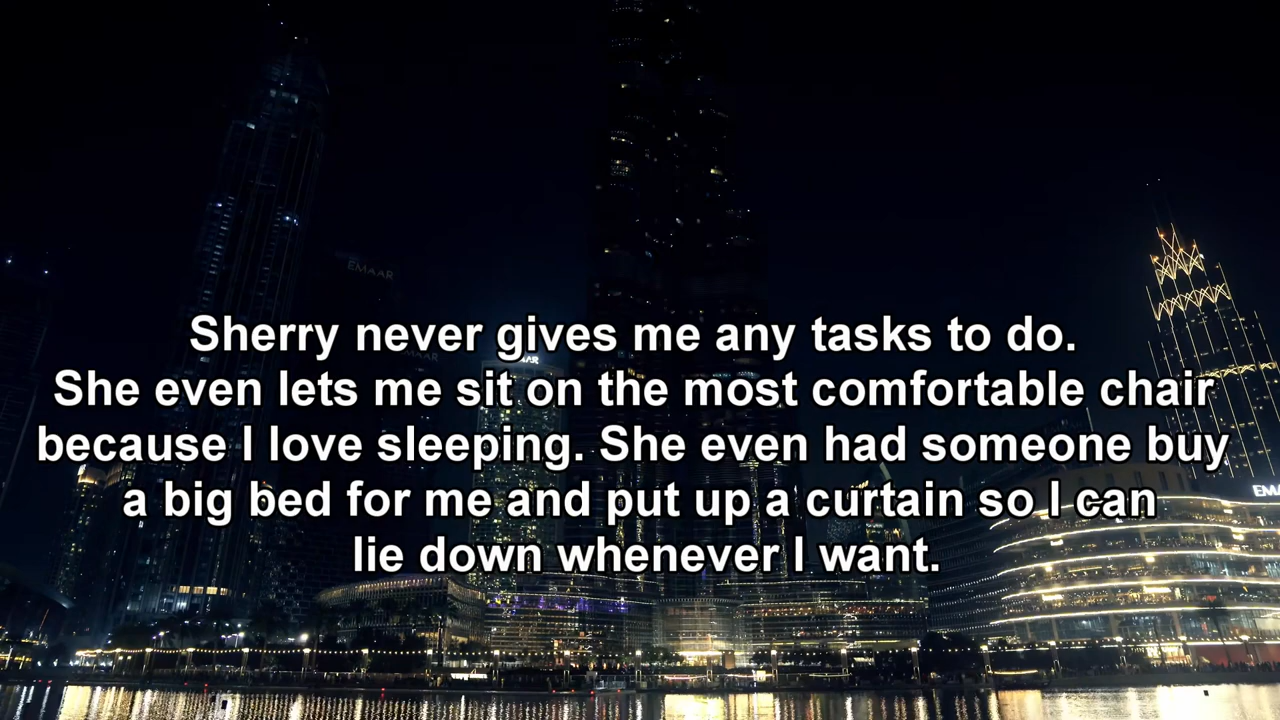 EMAAR
Sherry never gives me any tasks to do.
She even lets me sit on the most comfortable chair
because I love sleeping. She even had someone buy
a big bed for me and put up a curtain so I can
lie down whenever I want.